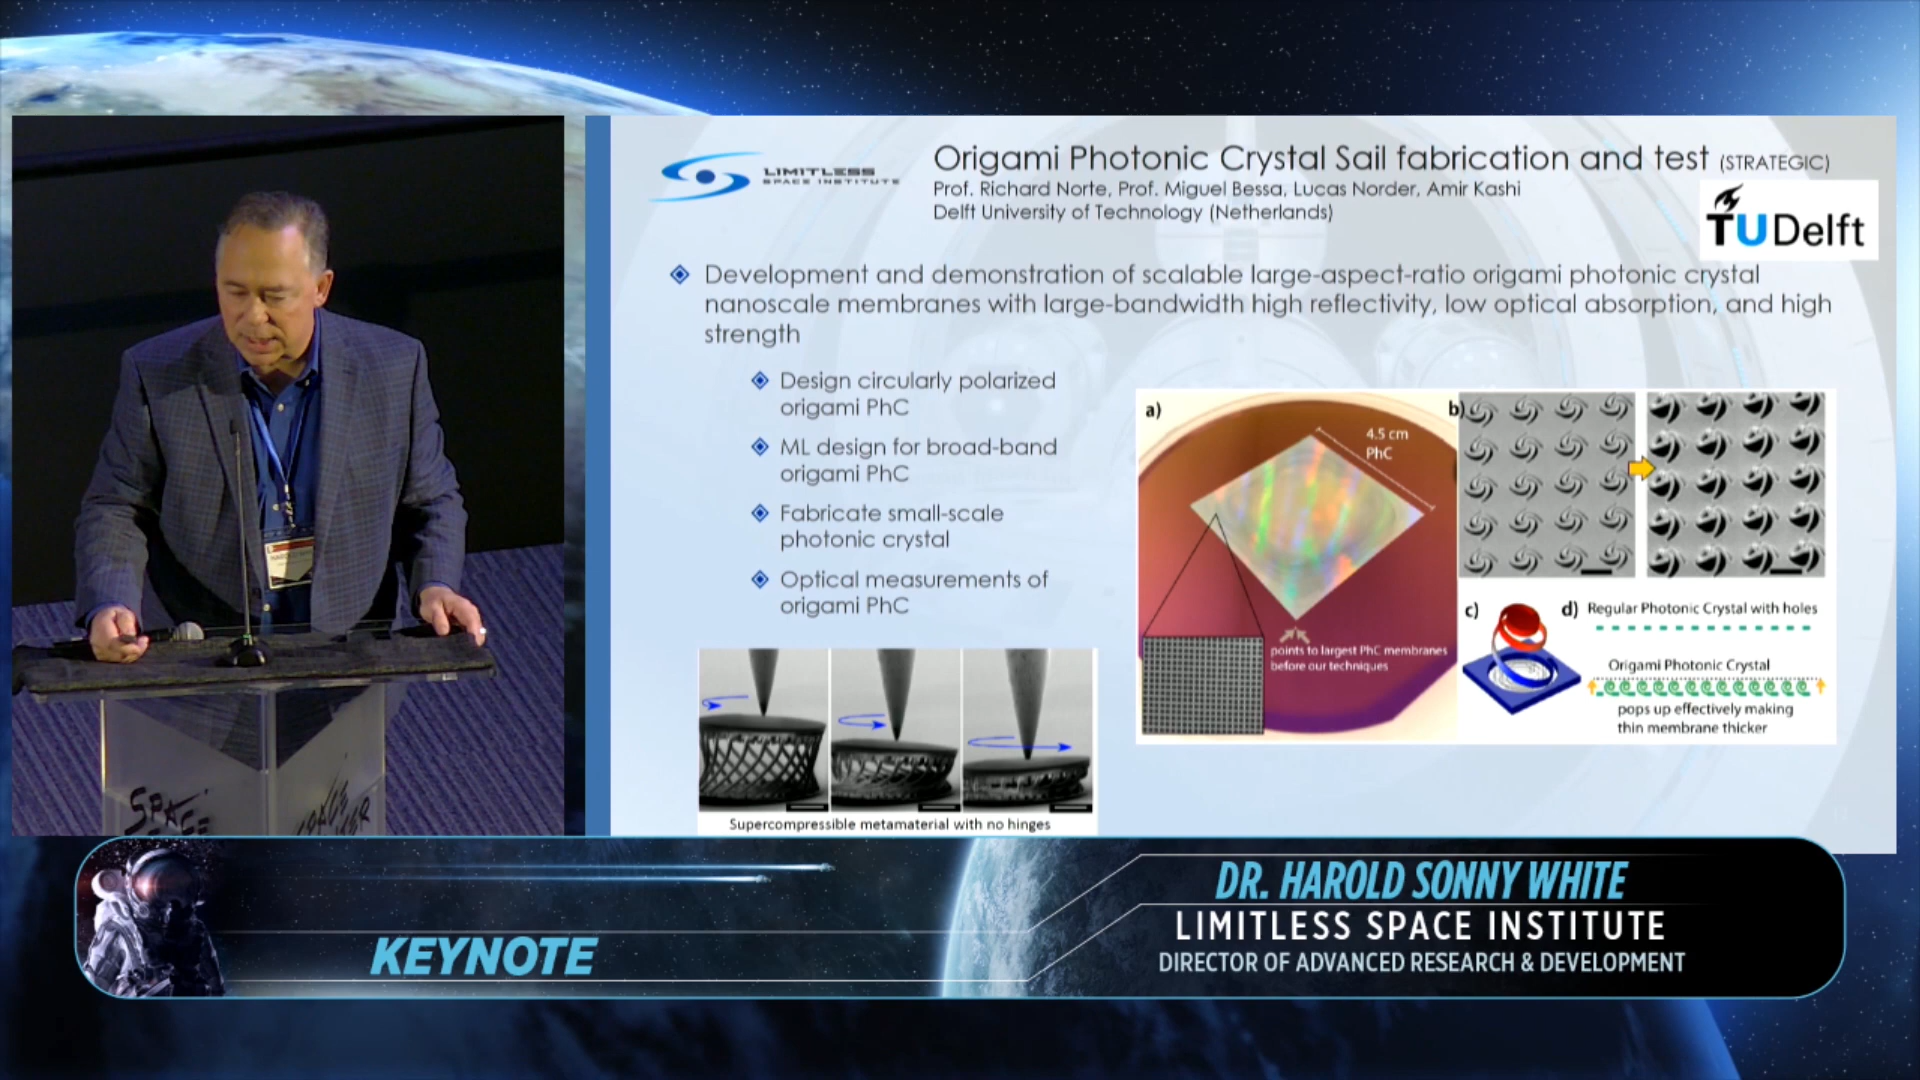 LIMITLESS
SPACE INSTITUTE
Origami Photonic Crystal Sail fabrication and test (STRATEGIC)
Prof. Richard Norte, Prof. Miguel Bessa, Lucas Norder, Amir Kashi
Delft University of Technology (Netherlands)
TUDelft
Development and demonstration of scalable large-aspect-ratio origami photonic crystal
nanoscale membranes with large-bandwidth high reflectivity, low optical absorption, and high
strength
Design circularly polarized
origami PhC
ML design for broad-band
origami PhC
Fabricate small-scale
photonic crystal
Optical measurements of
origami PhC
Supercompressible metamaterial with no hinges
a)
4.5 cm
PhC
points to largest PhC membranes
before our techniques
b)
c)
d) Regular Photonic Crystal with holes
Origami Photonic Crystal
pops up effectively making
thin membrane thicker
SPACE
KEYNOTE
DR. HAROLD SONNY WHITE
LIMITLESS SPACE INSTITUTE
DIRECTOR OF ADVANCED RESEARCH & DEVELOPMENT